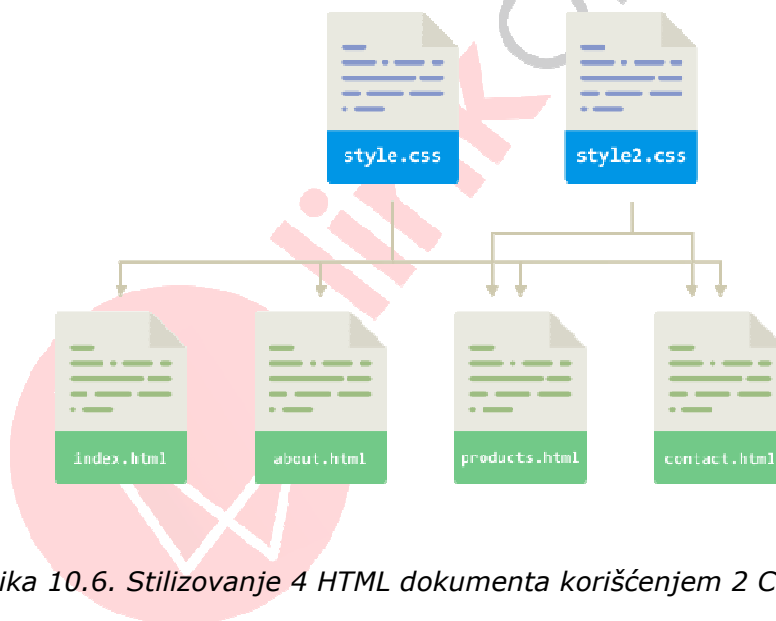 style.css
style2.css
index.html
about.html
products.html
contact.html
ika 10.6. Stilizovanje 4 HTML dokumenta korišćenjem 2 C
link